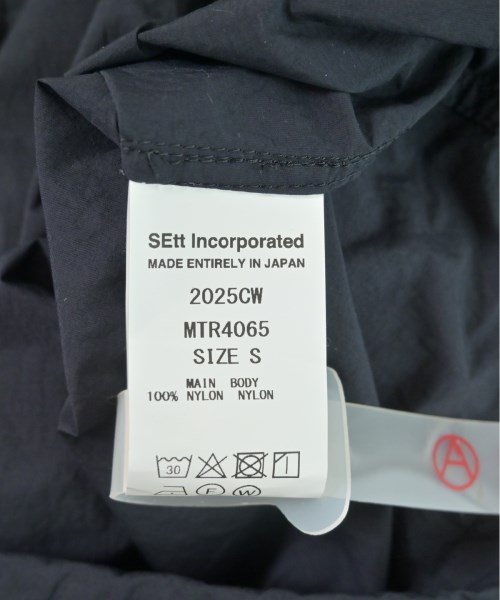 SEtt Incorporated
MADE ENTIRELY IN JAPAN
2025CW
MTR4065
SIZE S
MAIN BODY
100% NYLON NYLON
30
F W
A